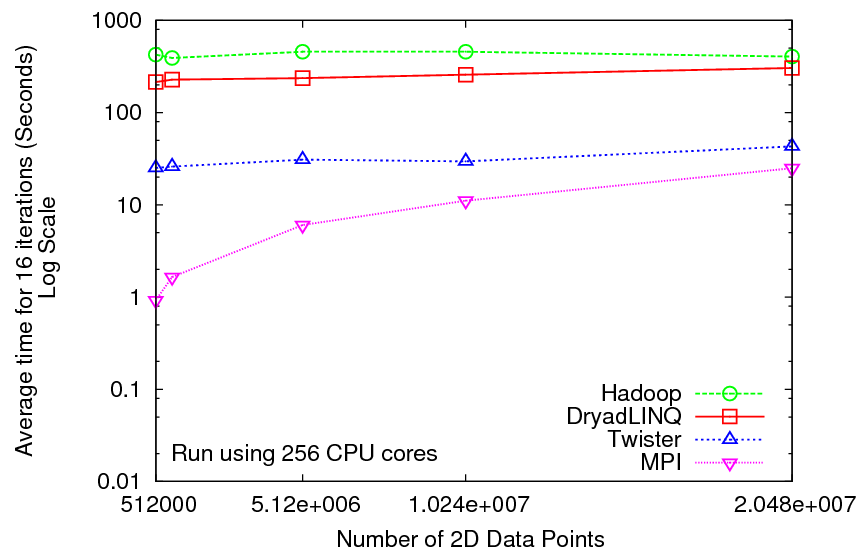 Average time for 16 iterations (Seconds)
Log Scale
1000
100
10
1
0.1
0.01
Hadoop
DryadLINQ
Twister
MPI
Run using 256 CPU cores
512000 5.12e+006 1.024e+007 2.048e+007
Number of 2D Data Points